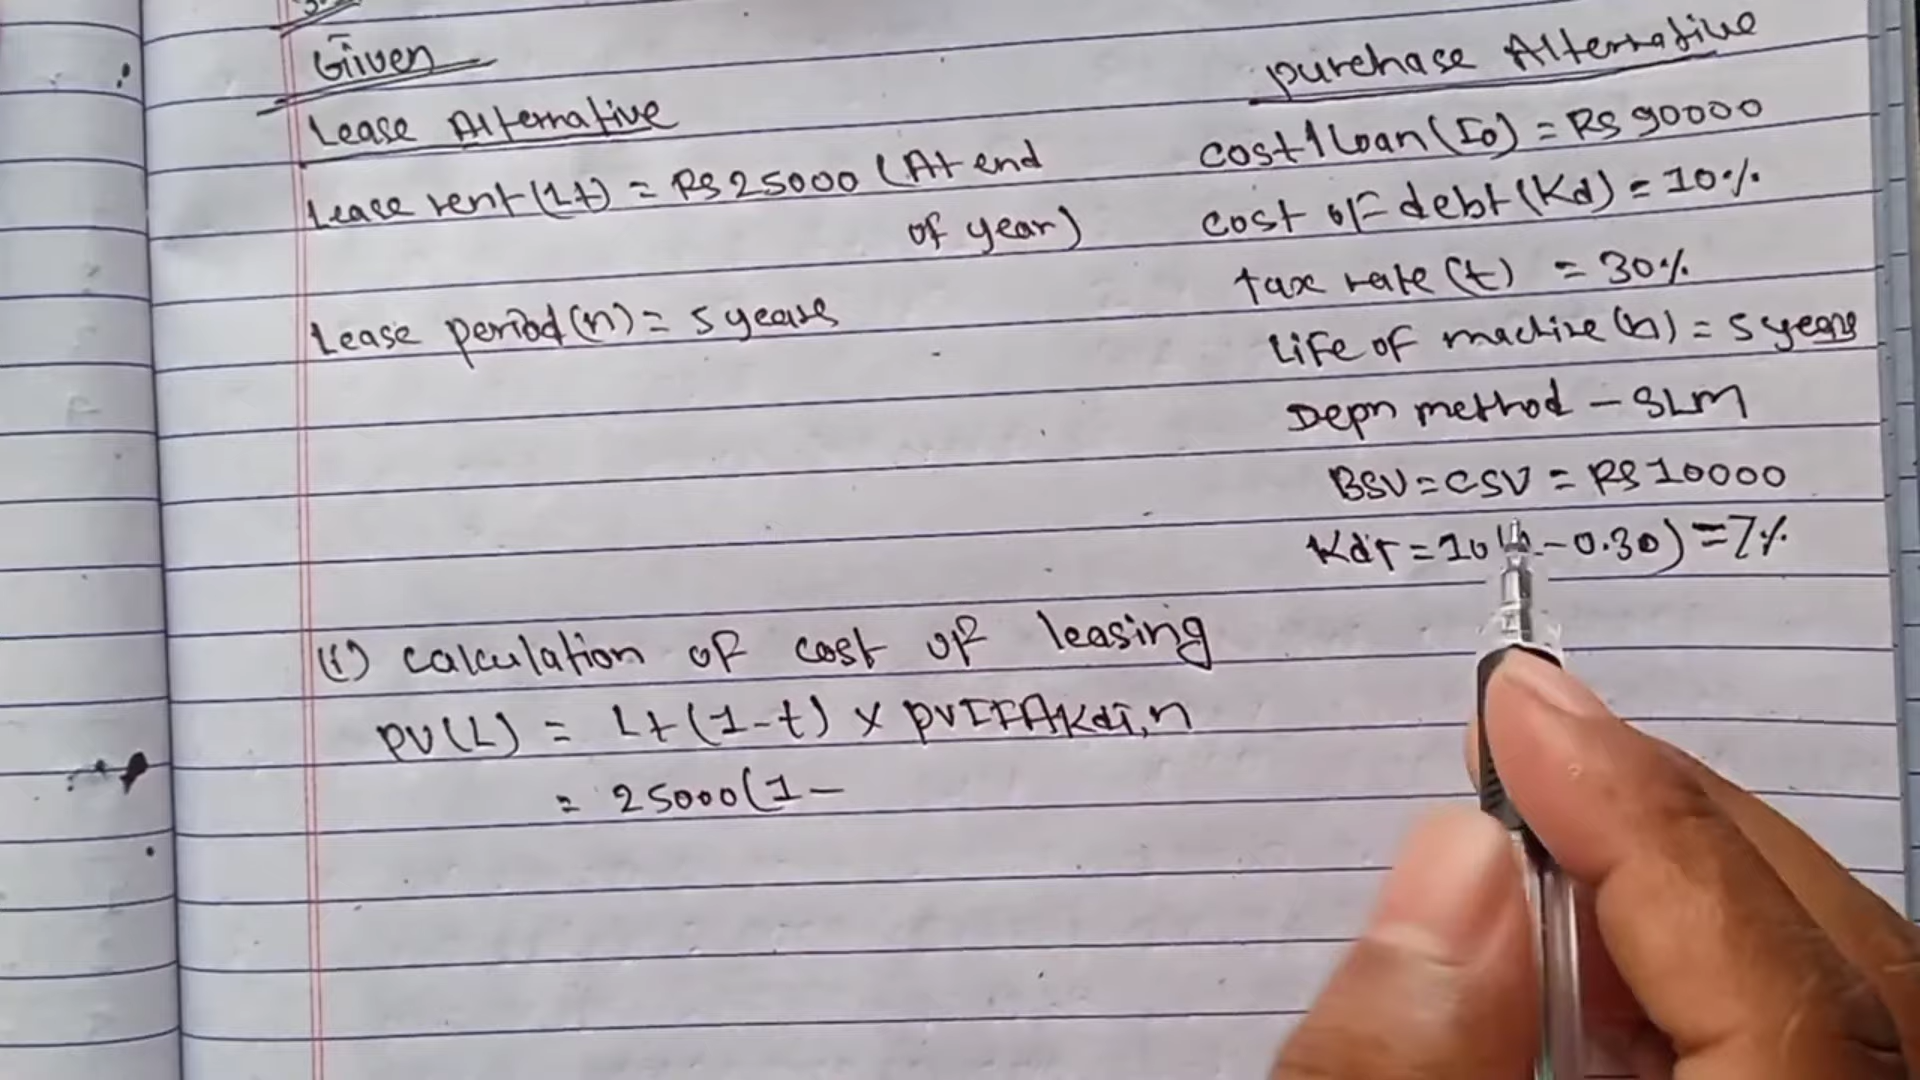 Given
Lease Alternative
Lease rent (Lt) = RS 25000 (At end
of year)
Lease period (n) = 5 years
purchase Alternative
cost/Loan (I0) = RS 90000
cost of debt (Kd) = 10%
tax rate (t) = 30%
Life of machine (n) = 5 years
Depn method - SLM
BSV = CSV = RS 10000
KdT = 10(1-0.30) = 7%
(i) calculation of cost of leasing
PV(L) = Lt (1-t) x PVIFAKdT,n
= 25000 (1 -